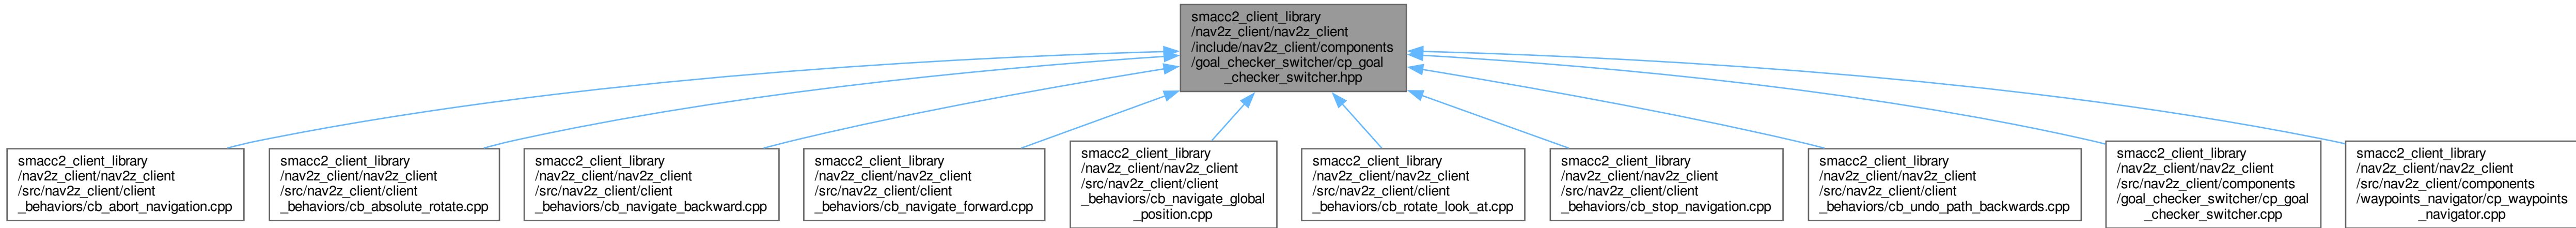 smacc2_client_library
/nav2z_client/nav2z_client
/include/nav2z_client/components
/goal_checker_switcher/cp_goal
_checker_switcher.hpp
smacc2_client_library
/nav2z_client/nav2z_client
/src/nav2z_client/client
_behaviors/cb_abort_navigation.cpp
smacc2_client_library
/nav2z_client/nav2z_client
/src/nav2z_client/client
_behaviors/cb_absolute_rotate.cpp
smacc2_client_library
/nav2z_client/nav2z_client
/src/nav2z_client/client
_behaviors/cb_navigate_backward.cpp
smacc2_client_library
/nav2z_client/nav2z_client
/src/nav2z_client/client
_behaviors/cb_navigate_forward.cpp
smacc2_client_library
/nav2z_client/nav2z_client
/src/nav2z_client/client
_behaviors/cb_navigate_global
_position.cpp
smacc2_client_library
/nav2z_client/nav2z_client
/src/nav2z_client/client
_behaviors/cb_rotate_look_at.cpp
smacc2_client_library
/nav2z_client/nav2z_client
/src/nav2z_client/client
_behaviors/cb_stop_navigation.cpp
smacc2_client_library
/nav2z_client/nav2z_client
/src/nav2z_client/client
_behaviors/cb_undo_path_backwards.cpp
smacc2_client_library
/nav2z_client/nav2z_client
/src/nav2z_client/components
/goal_checker_switcher/cp_goal
_checker_switcher.cpp
smacc2_client_library
/nav2z_client/nav2z_client
/src/nav2z_client/components
/waypoints_navigator/cp_waypoints
_navigator.cpp